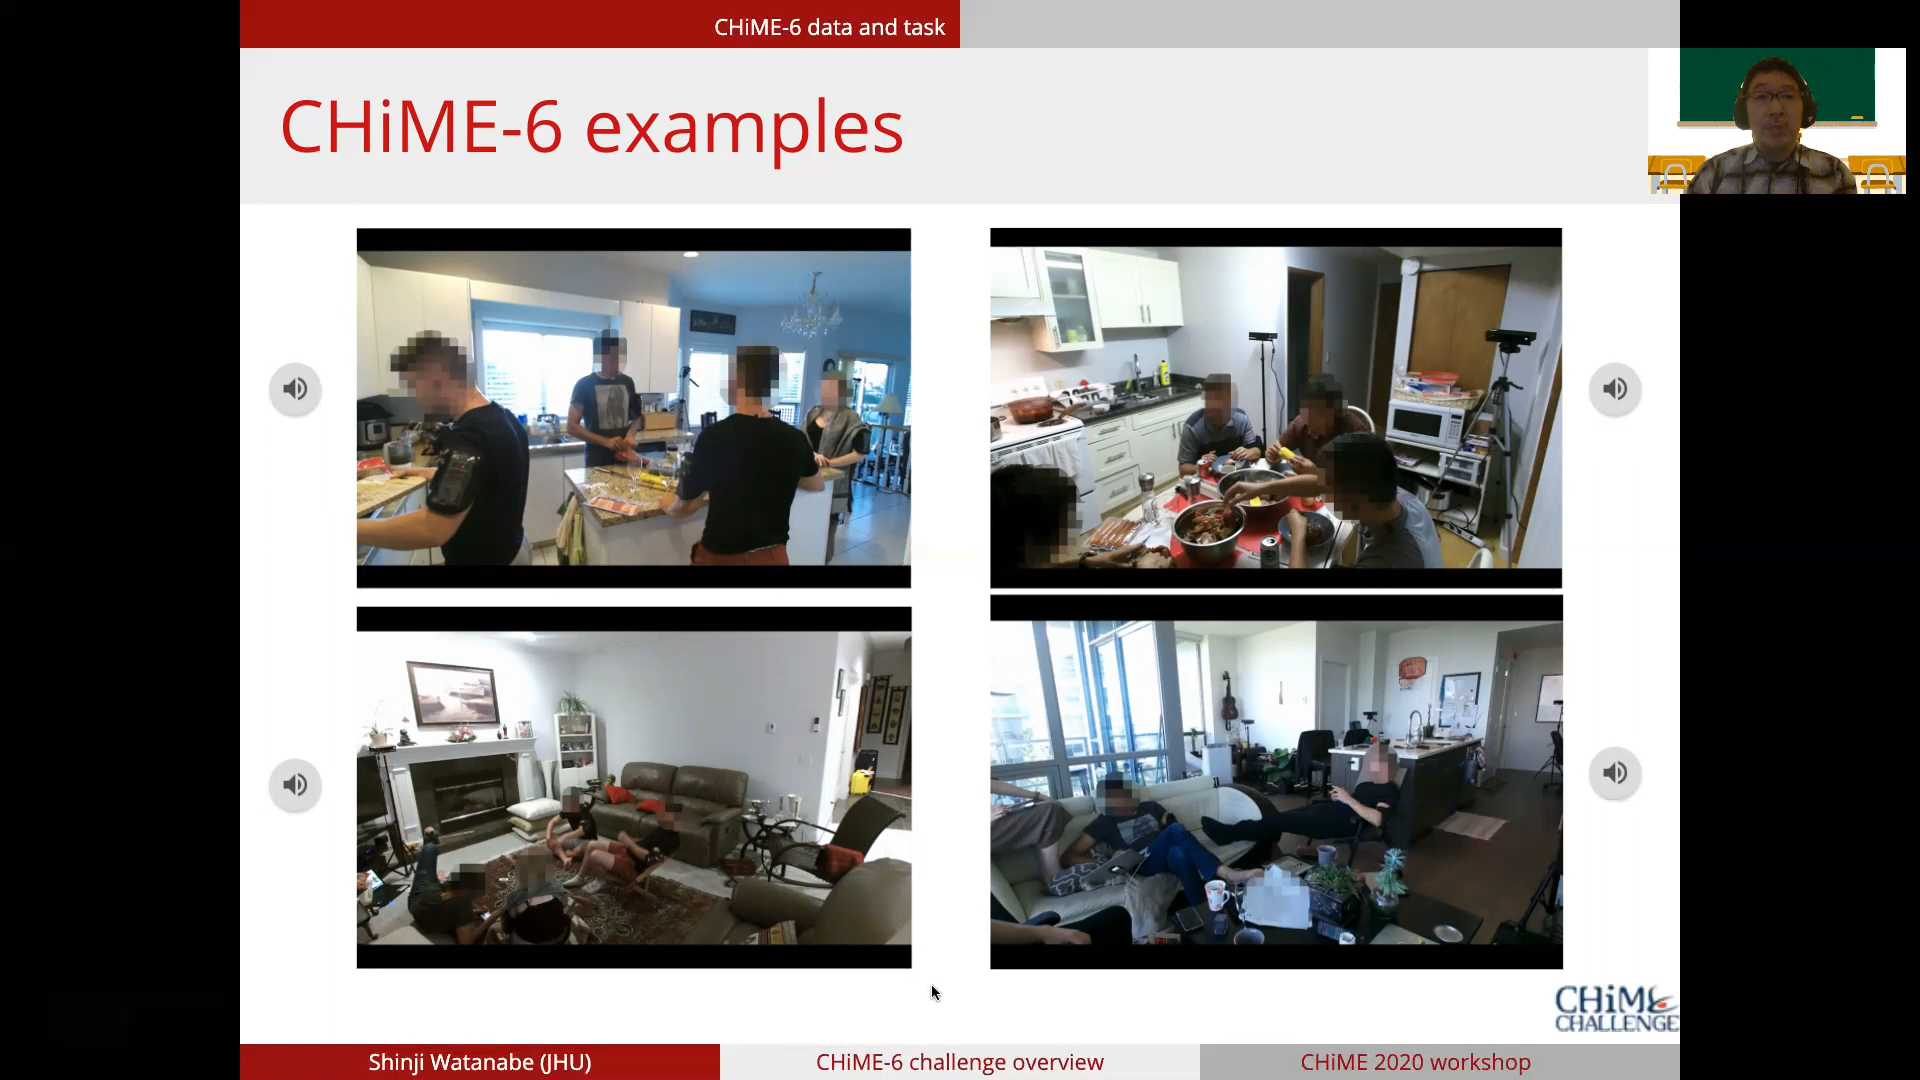 CHiME-6 data and task
CHiME-6 examples
CHiME
CHALLENGE
Shinji Watanabe (JHU)
CHiME-6 challenge overview
CHiME 2020 workshop